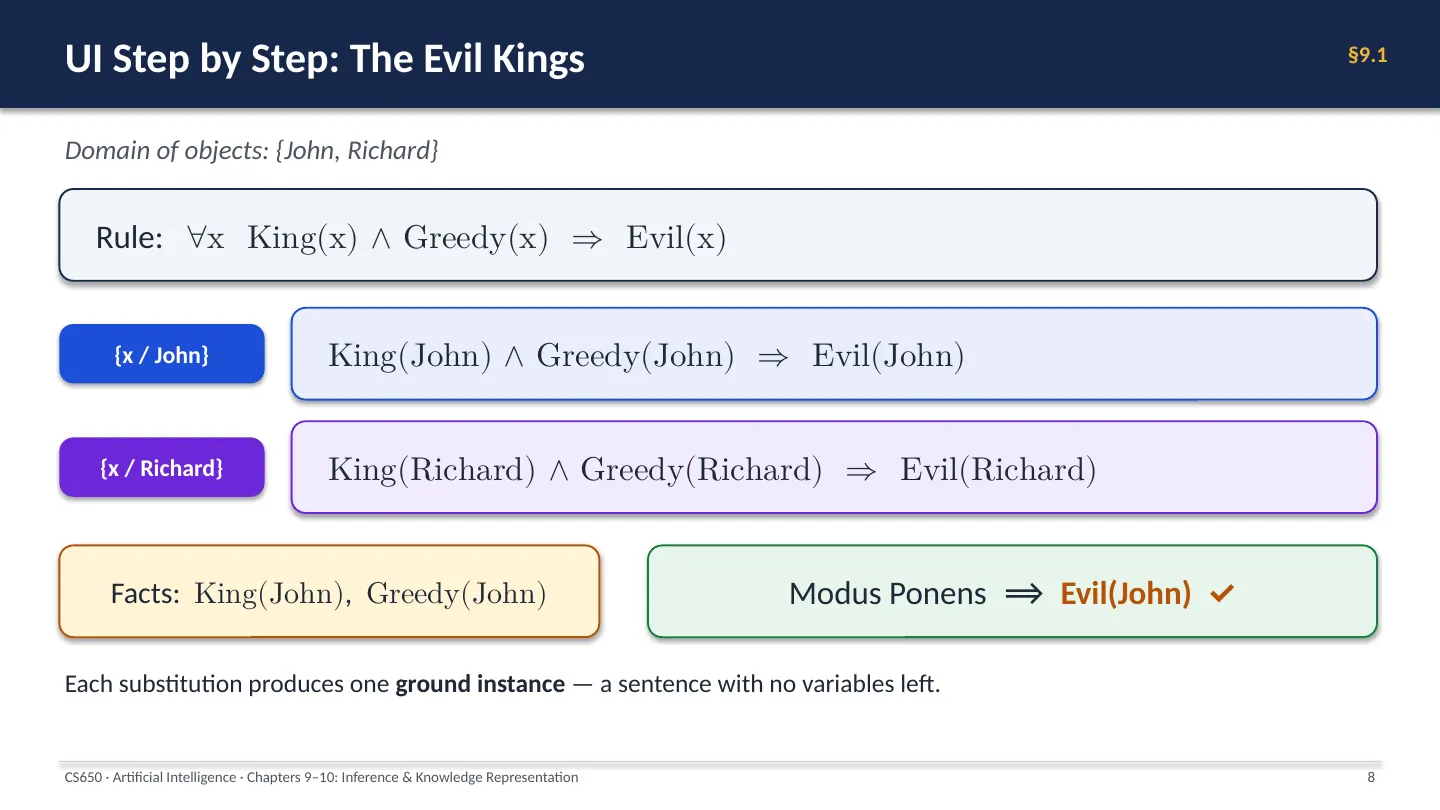 UI Step by Step: The Evil Kings
§9.1
Domain of objects: {John, Richard}
Rule: ∀x King(x) ∧ Greedy(x) ⇒ Evil(x)
{x / John}
King(John) ∧ Greedy(John) ⇒ Evil(John)
{x / Richard}
King(Richard) ∧ Greedy(Richard) ⇒ Evil(Richard)
Facts: King(John), Greedy(John)
Modus Ponens ⟹ Evil(John) ✓
Each substitution produces one ground instance — a sentence with no variables left.
CS650 · Artificial Intelligence · Chapters 9–10: Inference & Knowledge Representation
8